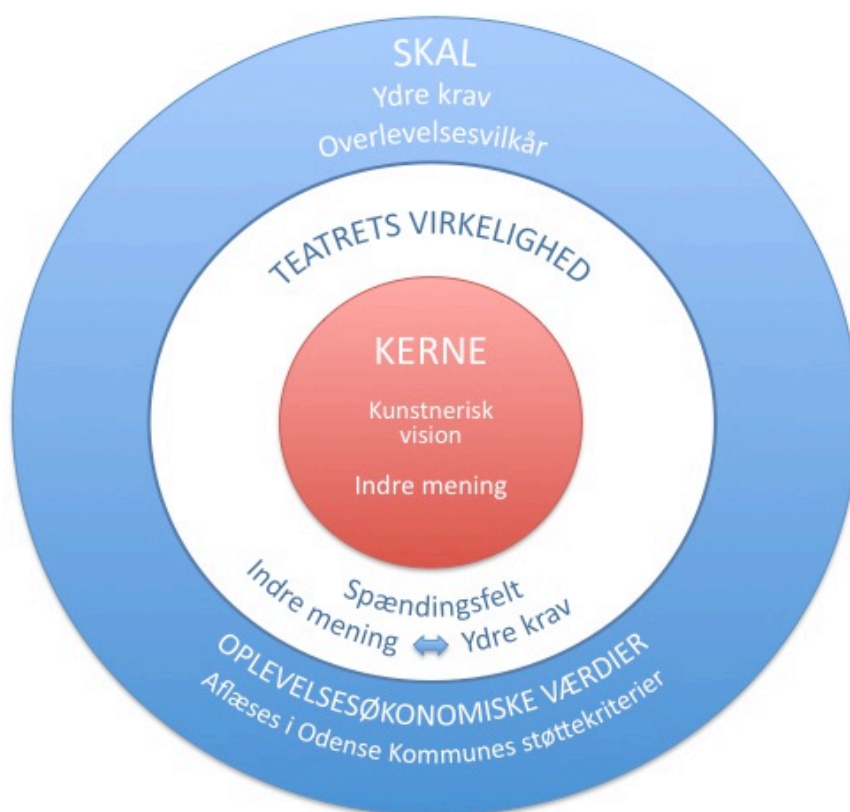 SKAL
Ydre krav
Overlevelsesvilkår
TEATRETS VIRKELIGHED
KERNE
Kunstnerisk
vision
Indre mening
Spændingsfelt
Indre mening Ydre krav
OPLEVELSESØKONOMISKE VÆRDIER
Aflæses i Odense Kommunes støttekriterier